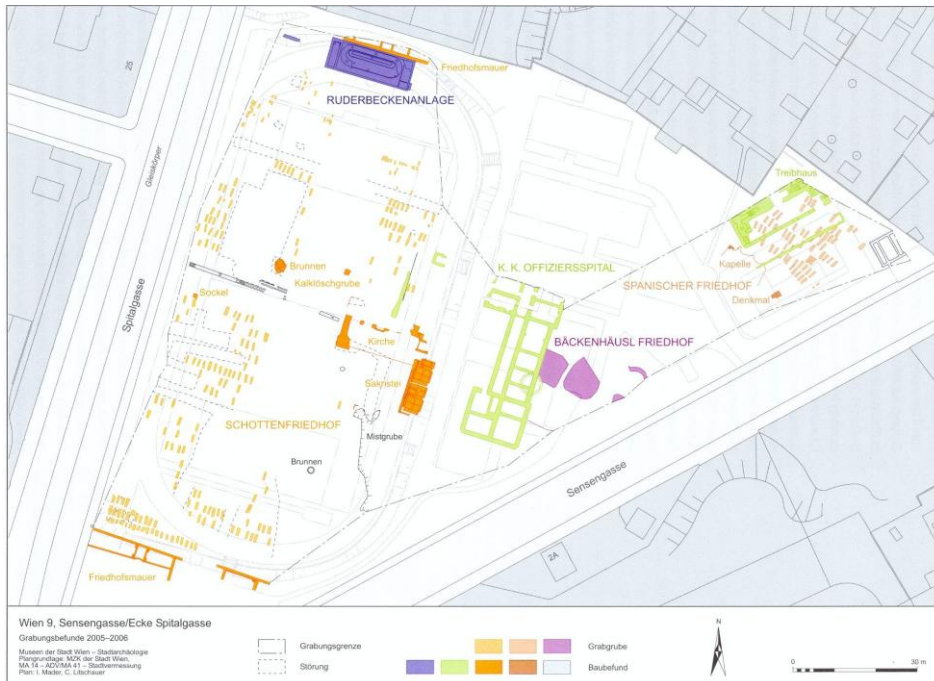 25
Gleiskörper
Spitalgasse
Friedhofsmauer
RUDERBECKENANLAGE
Treibhaus
Kapelle
K. K. OFFIZIERSSPITAL
SPANISCHER FRIEDHOF
Denkmal
Brunnen
Kalklöschgrube
Sockel
Kirche
BÄCKENHÄUSL FRIEDHOF
Sakristei
SCHOTTENFRIEDHOF
Mistgrube
Brunnen
Sensengasse
2A
Friedhofsmauer
Wien 9, Sensengasse/Ecke Spitalgasse
Grabungsbefunde 2005–2006
Museen der Stadt Wien – Stadtarchäologie
Plangrundlage: MZK der Stadt Wien,
MA 14 – ADV/MA 41 – Stadtvermessung
Plan: I. Mader, C. Litschauer
Grabungsgrenze
Störung
Grabgrube
Baubefund
N
0 30 m